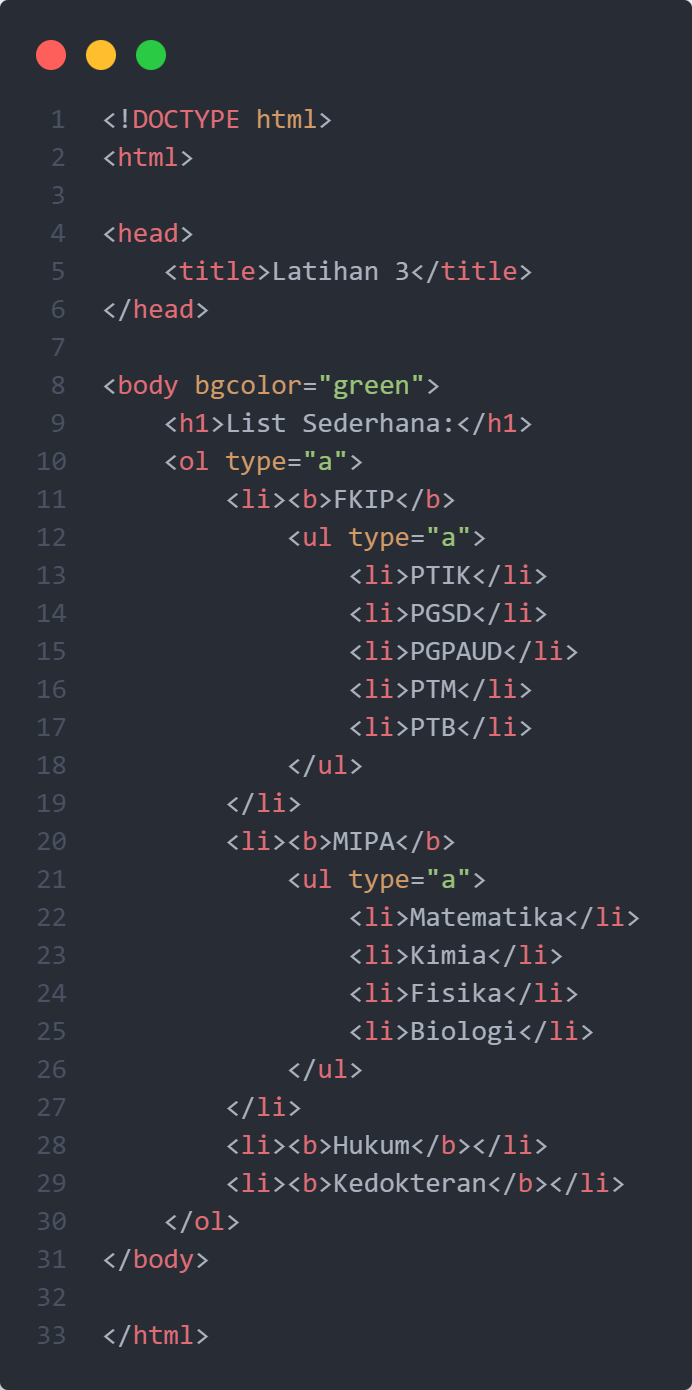 1 <!DOCTYPE html>
2 <html>
3
4 <head>
5     <title>Latihan 3</title>
6 </head>
7
8 <body bgcolor="green">
9     <h1>List Sederhana:</h1>
10     <ol type="a">
11         <li><b>FKIP</b>
12             <ul type="a">
13                 <li>PTIK</li>
14                 <li>PGSD</li>
15                 <li>PGPAUD</li>
16                 <li>PTM</li>
17                 <li>PTB</li>
18             </ul>
19         </li>
20         <li><b>MIPA</b>
21             <ul type="a">
22                 <li>Matematika</li>
23                 <li>Kimia</li>
24                 <li>Fisika</li>
25                 <li>Biologi</li>
26             </ul>
27         </li>
28         <li><b>Hukum</b></li>
29         <li><b>Kedokteran</b></li>
30     </ol>
31 </body>
32
33 </html>